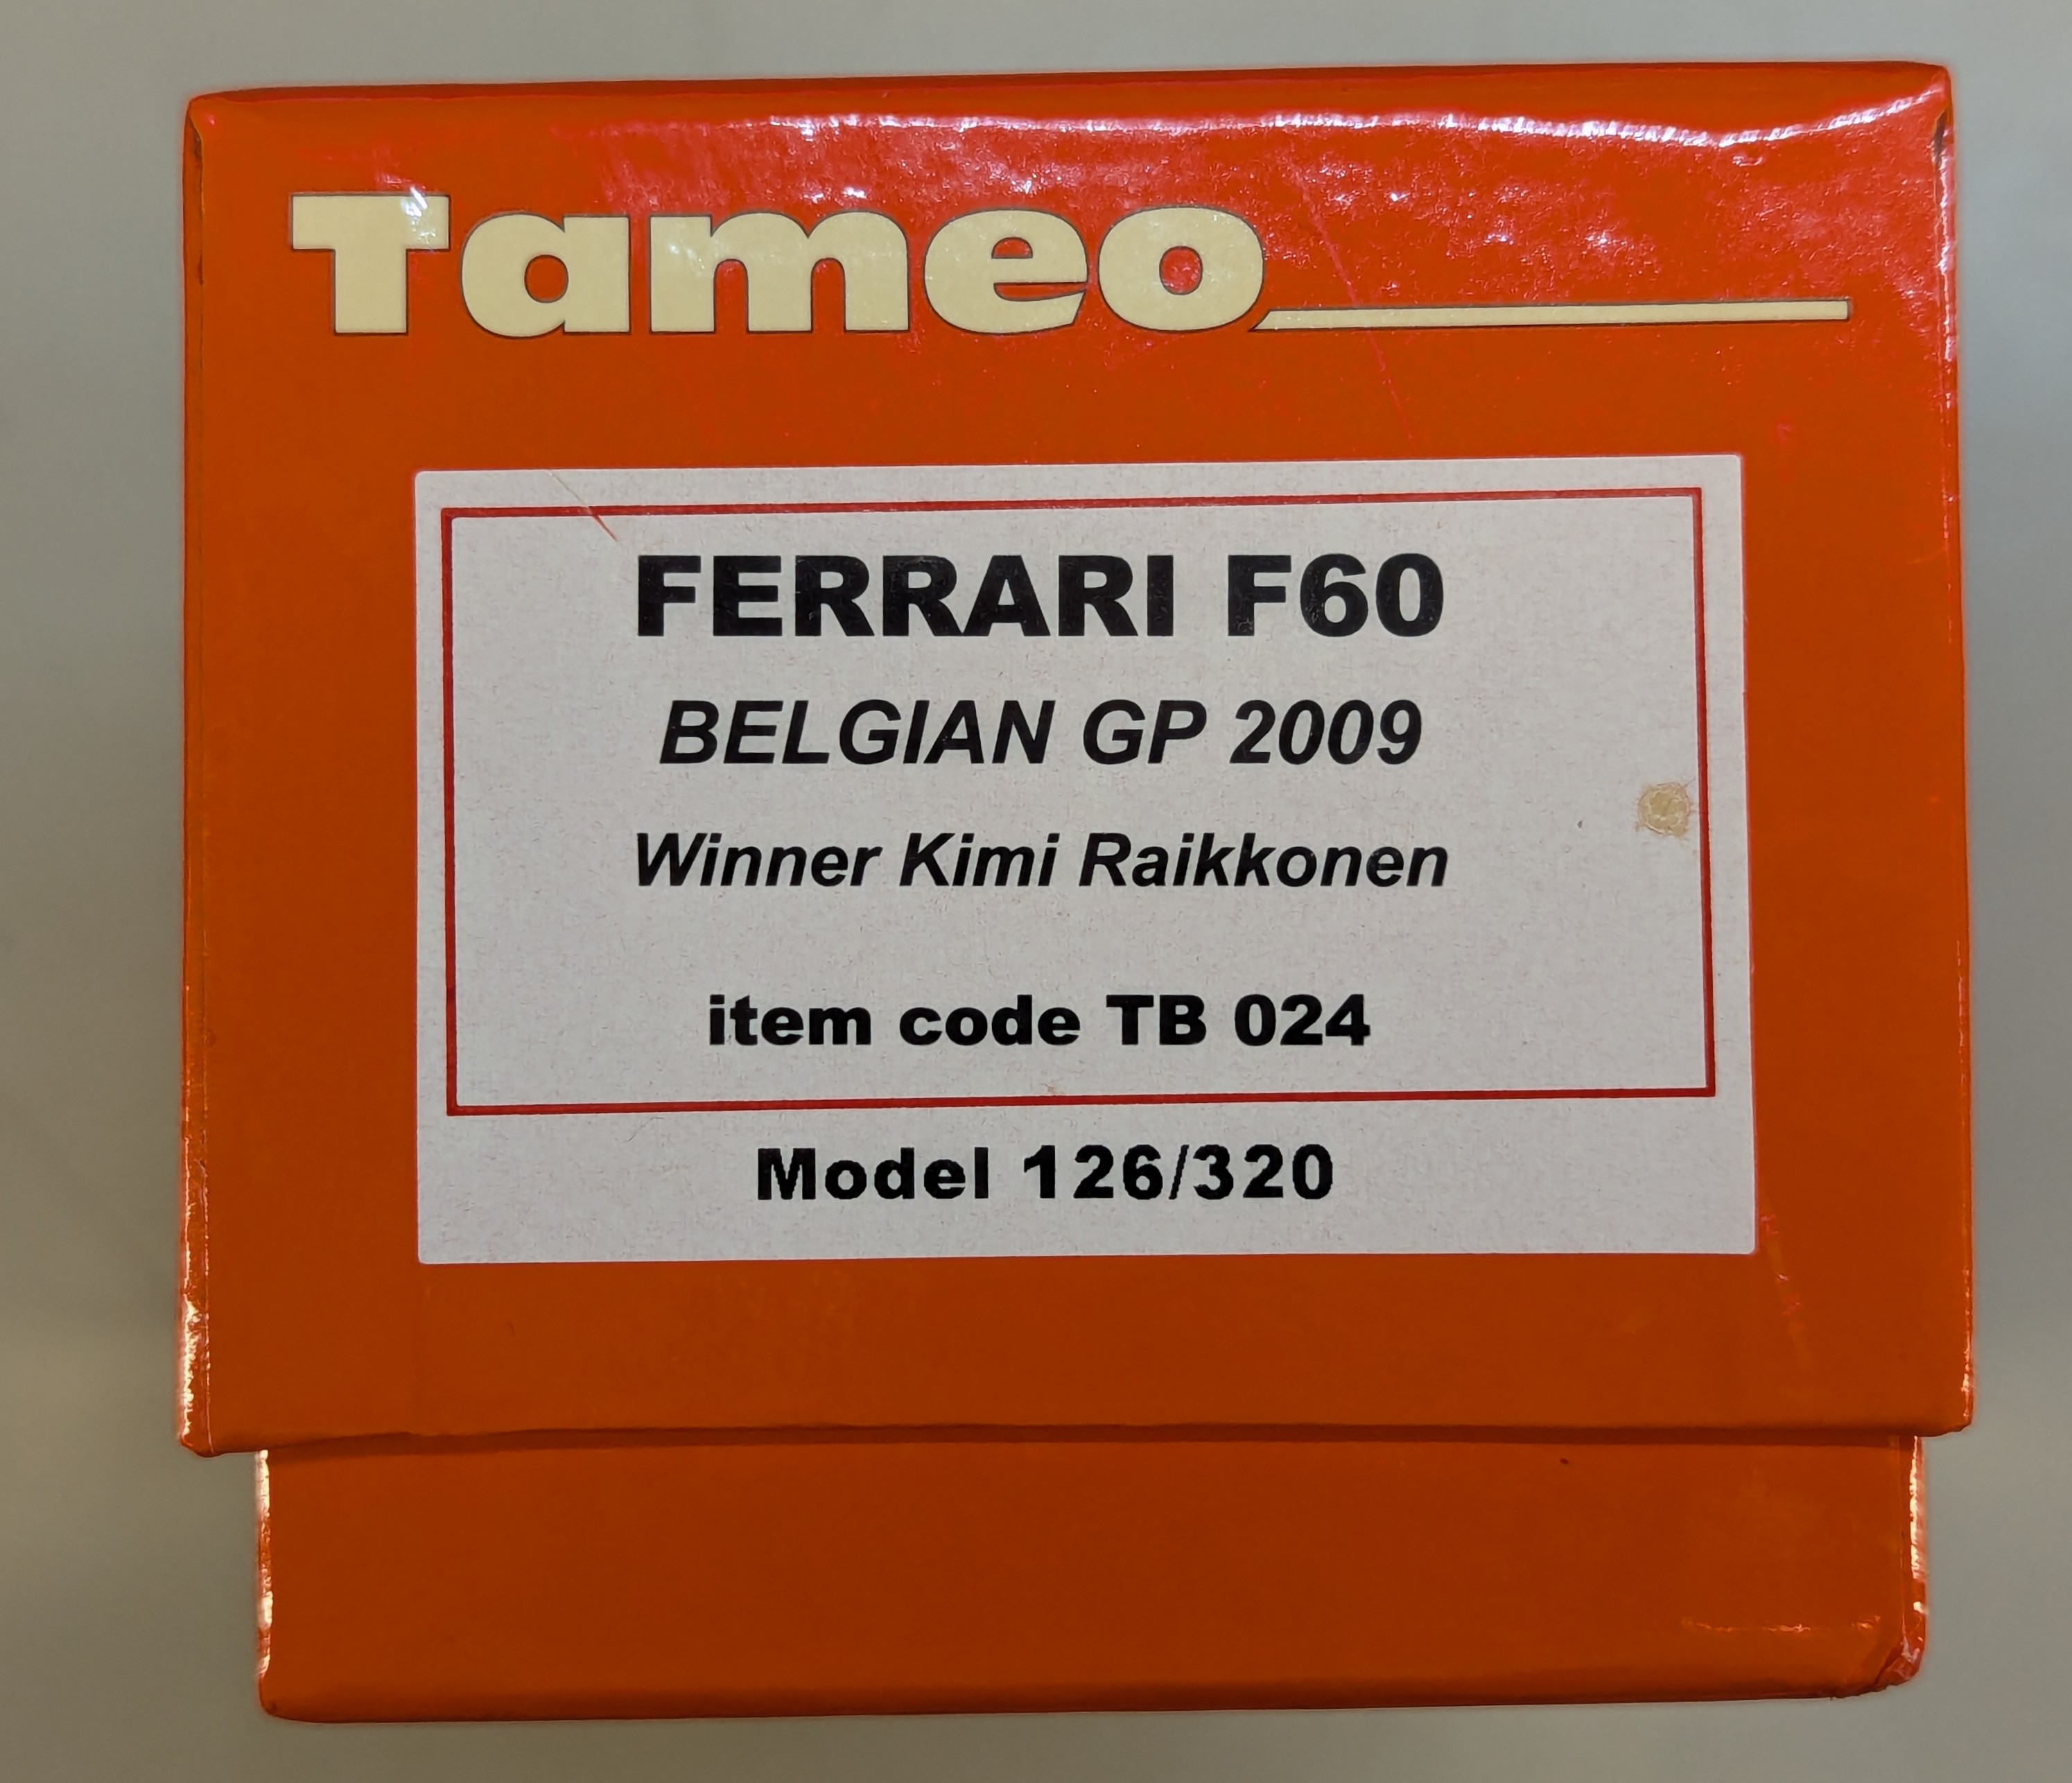 Tameo
FERRARI F60
BELGIAN GP 2009
Winner Kimi Raikkonen
item code TB 024
Model 126/320